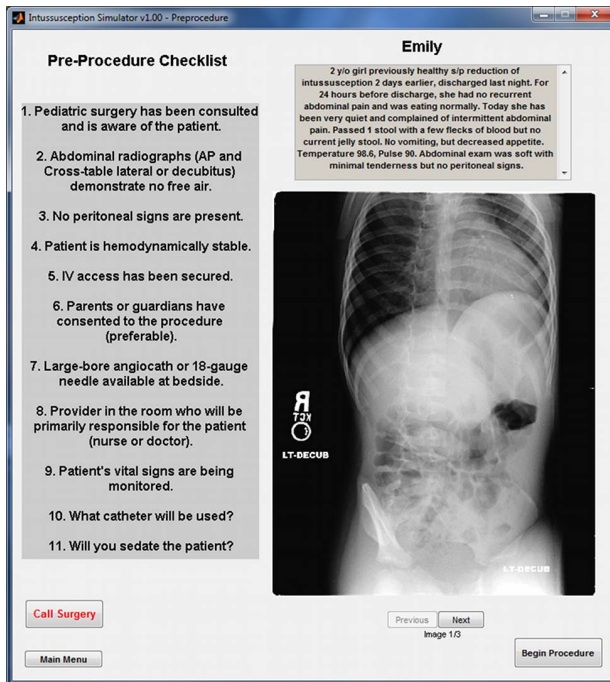 Intussusception Simulator v1.00 - Preprocedure
Pre-Procedure Checklist
1. Pediatric surgery has been consulted
and is aware of the patient.
2. Abdominal radiographs (AP and
Cross-table lateral or decubitus)
demonstrate no free air.
3. No peritoneal signs are present.
4. Patient is hemodynamically stable.
5. IV access has been secured.
6. Parents or guardians have
consented to the procedure
(preferable).
7. Large-bore angiocath or 18-gauge
needle available at bedside.
8. Provider in the room who will be
primarily responsible for the patient
(nurse or doctor).
9. Patient's vital signs are being
monitored.
10. What catheter will be used?
11. Will you sedate the patient?
Call Surgery
Main Menu
Emily
2 y/o girl previously healthy s/p reduction of
intussusception 2 days earlier, discharged last night. For
24 hours before discharge, she had no recurrent
abdominal pain and was eating normally. Today she has
been very quiet and complained of intermittent abdominal
pain. Passed 1 stool with a few flecks of blood but no
current jelly stool. No vomiting, but decreased appetite.
Temperature 98.6, Pulse 90. Abdominal exam was soft with
minimal tenderness but no peritoneal signs.
R
KCT
LT-DECUB
LT-DECUB
Previous
Next
Image 1/3
Begin Procedure